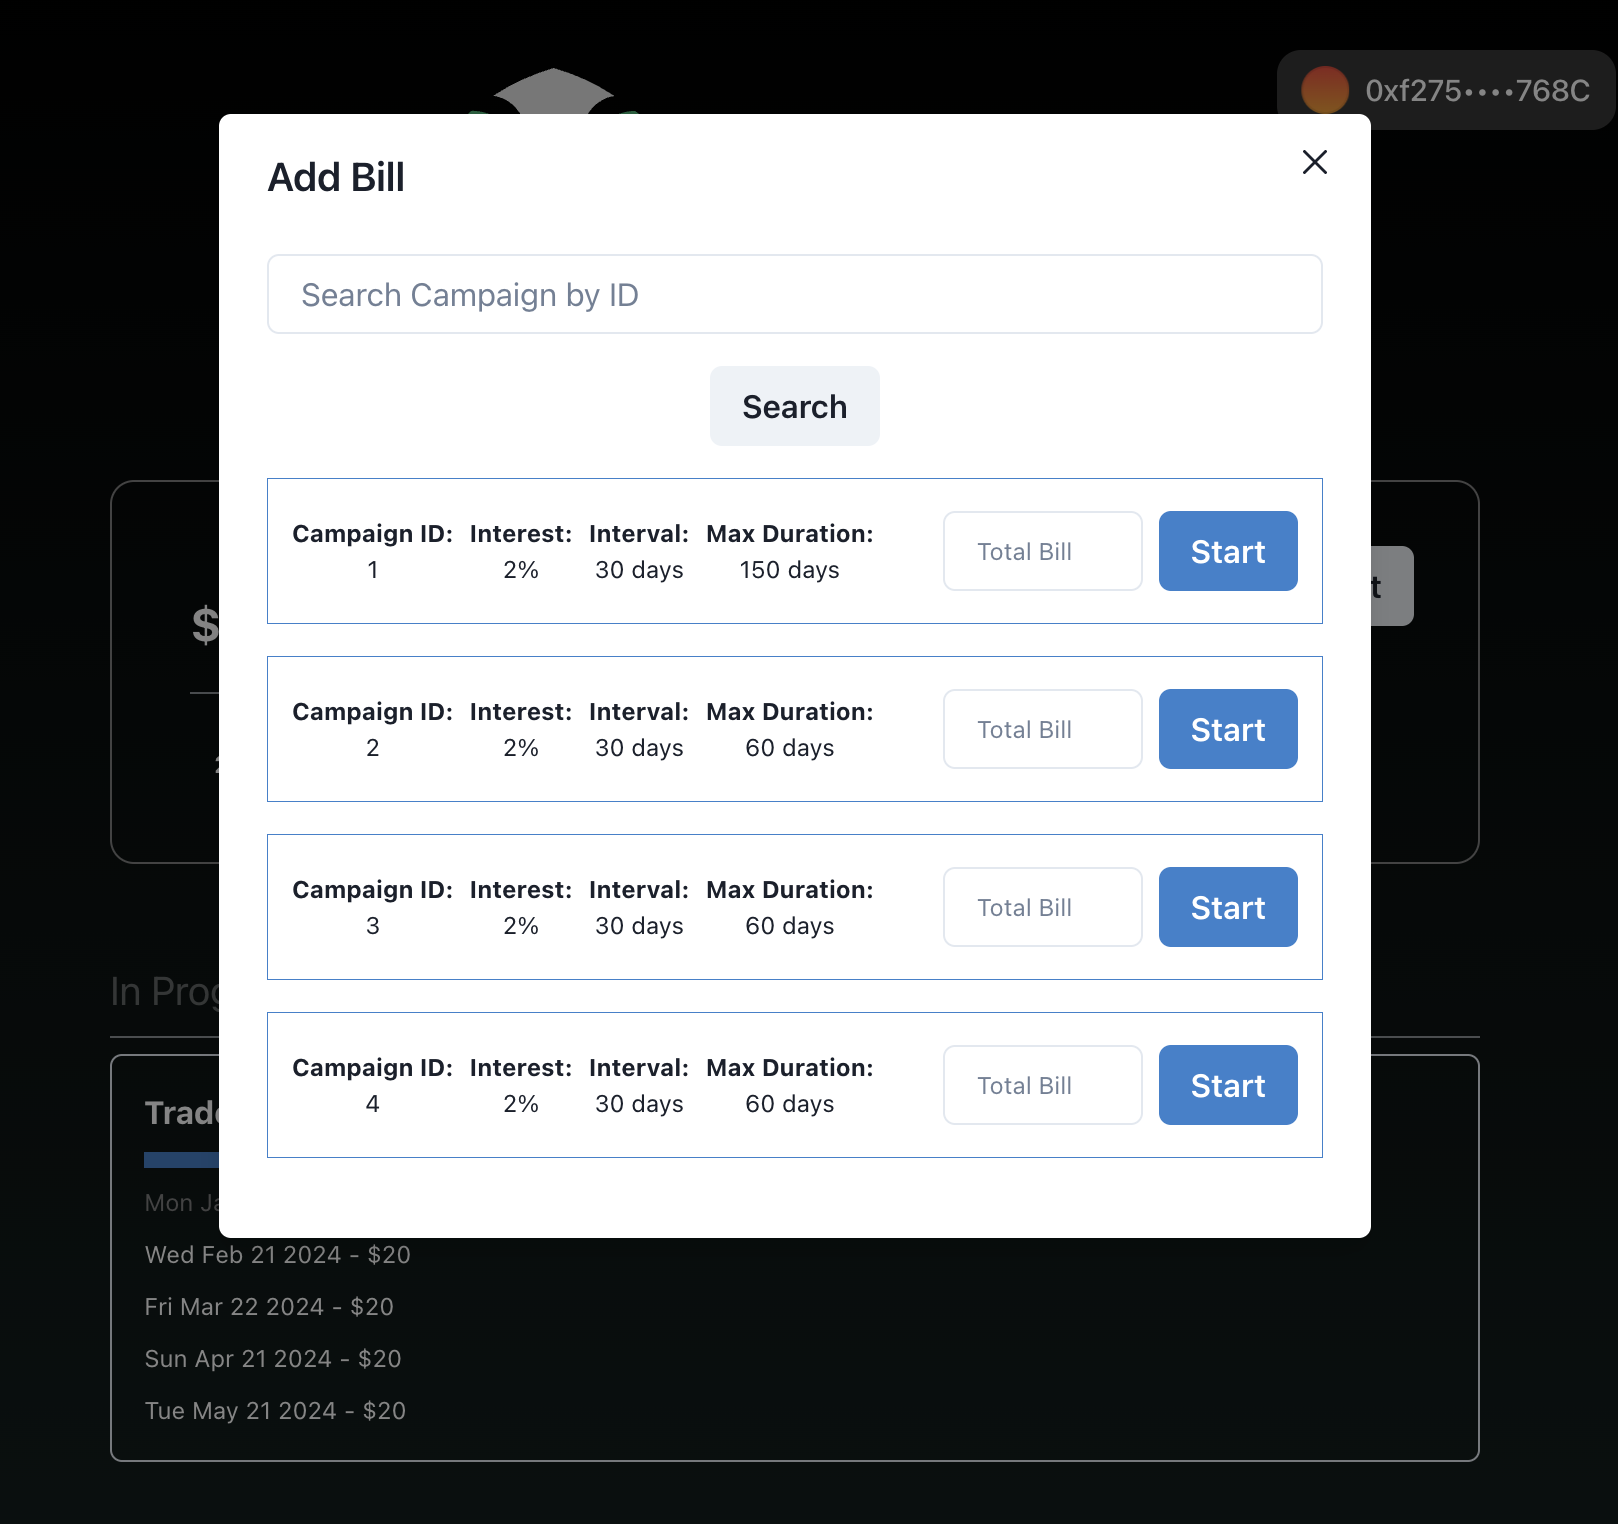 0xf275••••768C
Add Bill
Search Campaign by ID
Search
Campaign ID: Interest: Interval: Max Duration:
1 2% 30 days 150 days
Total Bill Start
Campaign ID: Interest: Interval: Max Duration:
2 2% 30 days 60 days
Total Bill Start
Campaign ID: Interest: Interval: Max Duration:
3 2% 30 days 60 days
Total Bill Start
Campaign ID: Interest: Interval: Max Duration:
4 2% 30 days 60 days
Total Bill Start
$
In
Mon
Wed Feb 21 2024 - $20
Fri Mar 22 2024 - $20
Sun Apr 21 2024 - $20
Tue May 21 2024 - $20